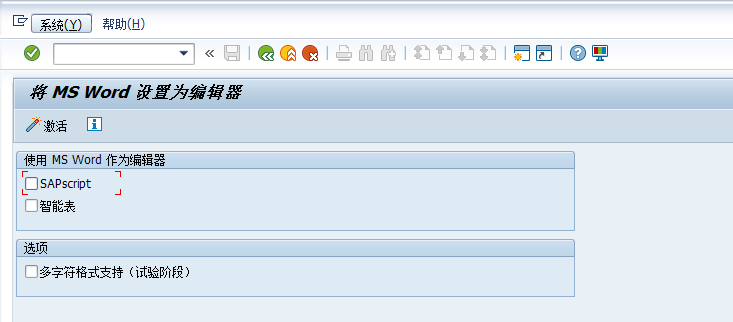 系统(Y) 帮助(H)
将 MS Word 设置为编辑器
激活
使用 MS Word 作为编辑器
SAPscript
智能表
选项
多字符格式支持（试验阶段）